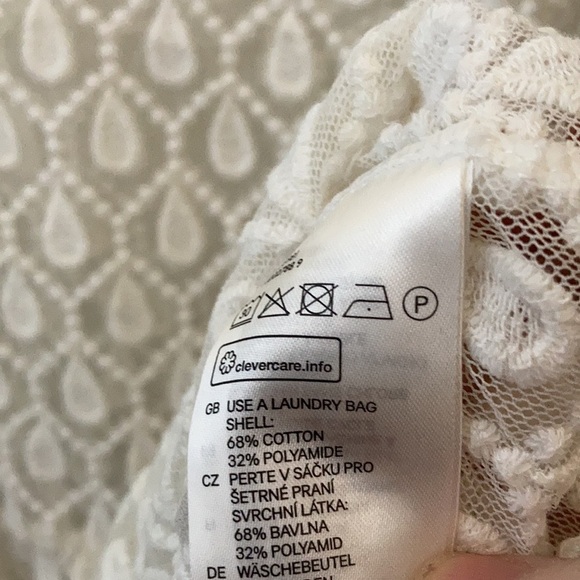 30
P
clevercare.info
GB USE A LAUNDRY BAG
SHELL:
68% COTTON
32% POLYAMIDE
CZ PERTE V SÁČKU PRO
ŠETRNÉ PRANÍ
SVRCHNÍ LÁTKA:
68% BAVLNA
32% POLYAMID
DE WÄSCHEBEUTEL